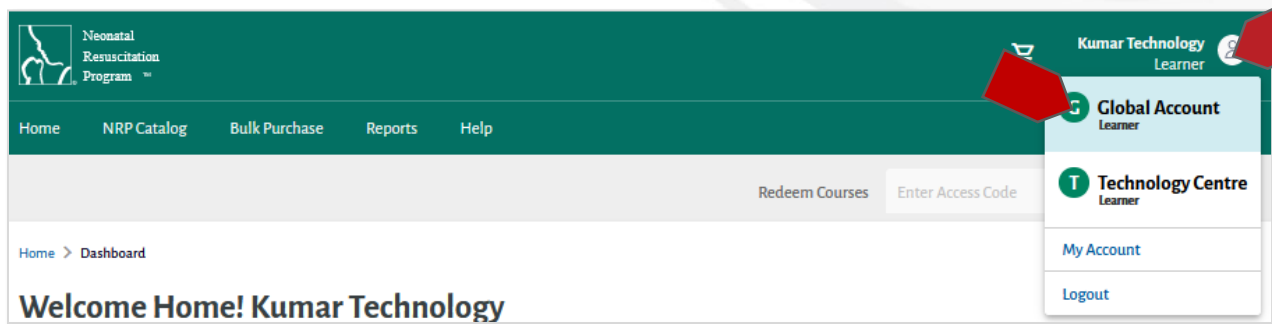 Neonatal
Resuscitation
Program ™
Kumar Technology
Learner
Home NRP Catalog Bulk Purchase Reports Help
G Global Account
Learner
T Technology Centre
Learner
My Account
Logout
Redeem Courses Enter Access Code
Home > Dashboard
Welcome Home! Kumar Technology